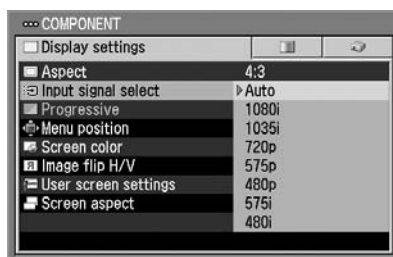 COMPONENT
Display settings
Aspect 4:3
Input signal select Auto
Progressive 1080i
Menu position 1035i
Screen color 720p
Image flip H/V 575p
User screen settings 480p
Screen aspect 575i
480i